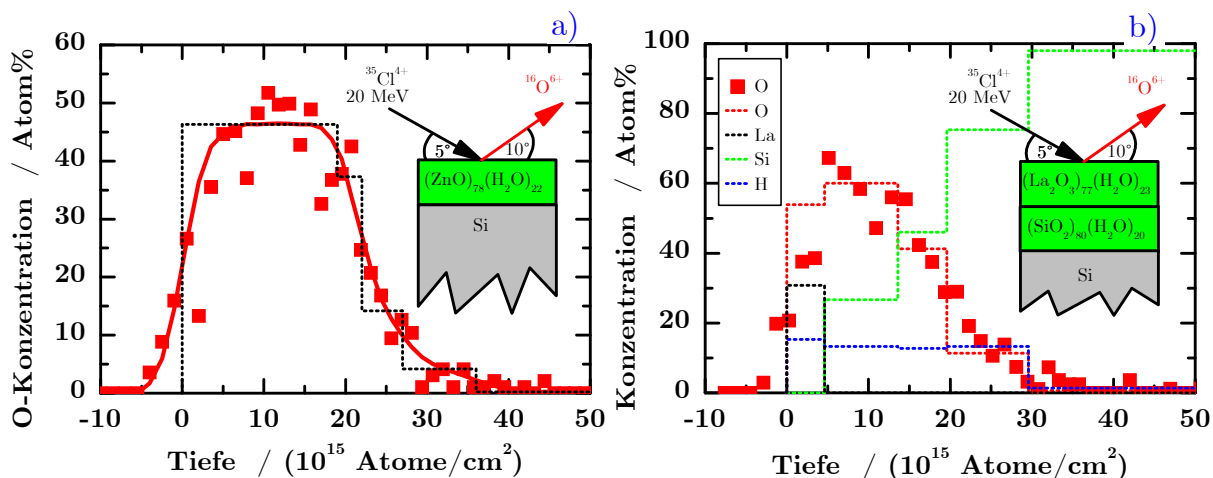 a)
O-Konzentration / Atom%
60
50
40
30
20
10
0
-10
0
10
20
30
40
50
Tiefe / (10^15 Atome/cm^2)
35Cl4+
20 MeV
16O6+
5°
10°
(ZnO)78(H2O)22
Si
b)
Konzentration / Atom%
100
80
60
40
20
0
-10
0
10
20
30
40
50
Tiefe / (10^15 Atome/cm^2)
O
O
La
Si
H
35Cl4+
20 MeV
16O6+
5°
10°
(La2O3)77(H2O)23
(SiO2)80(H2O)20
Si